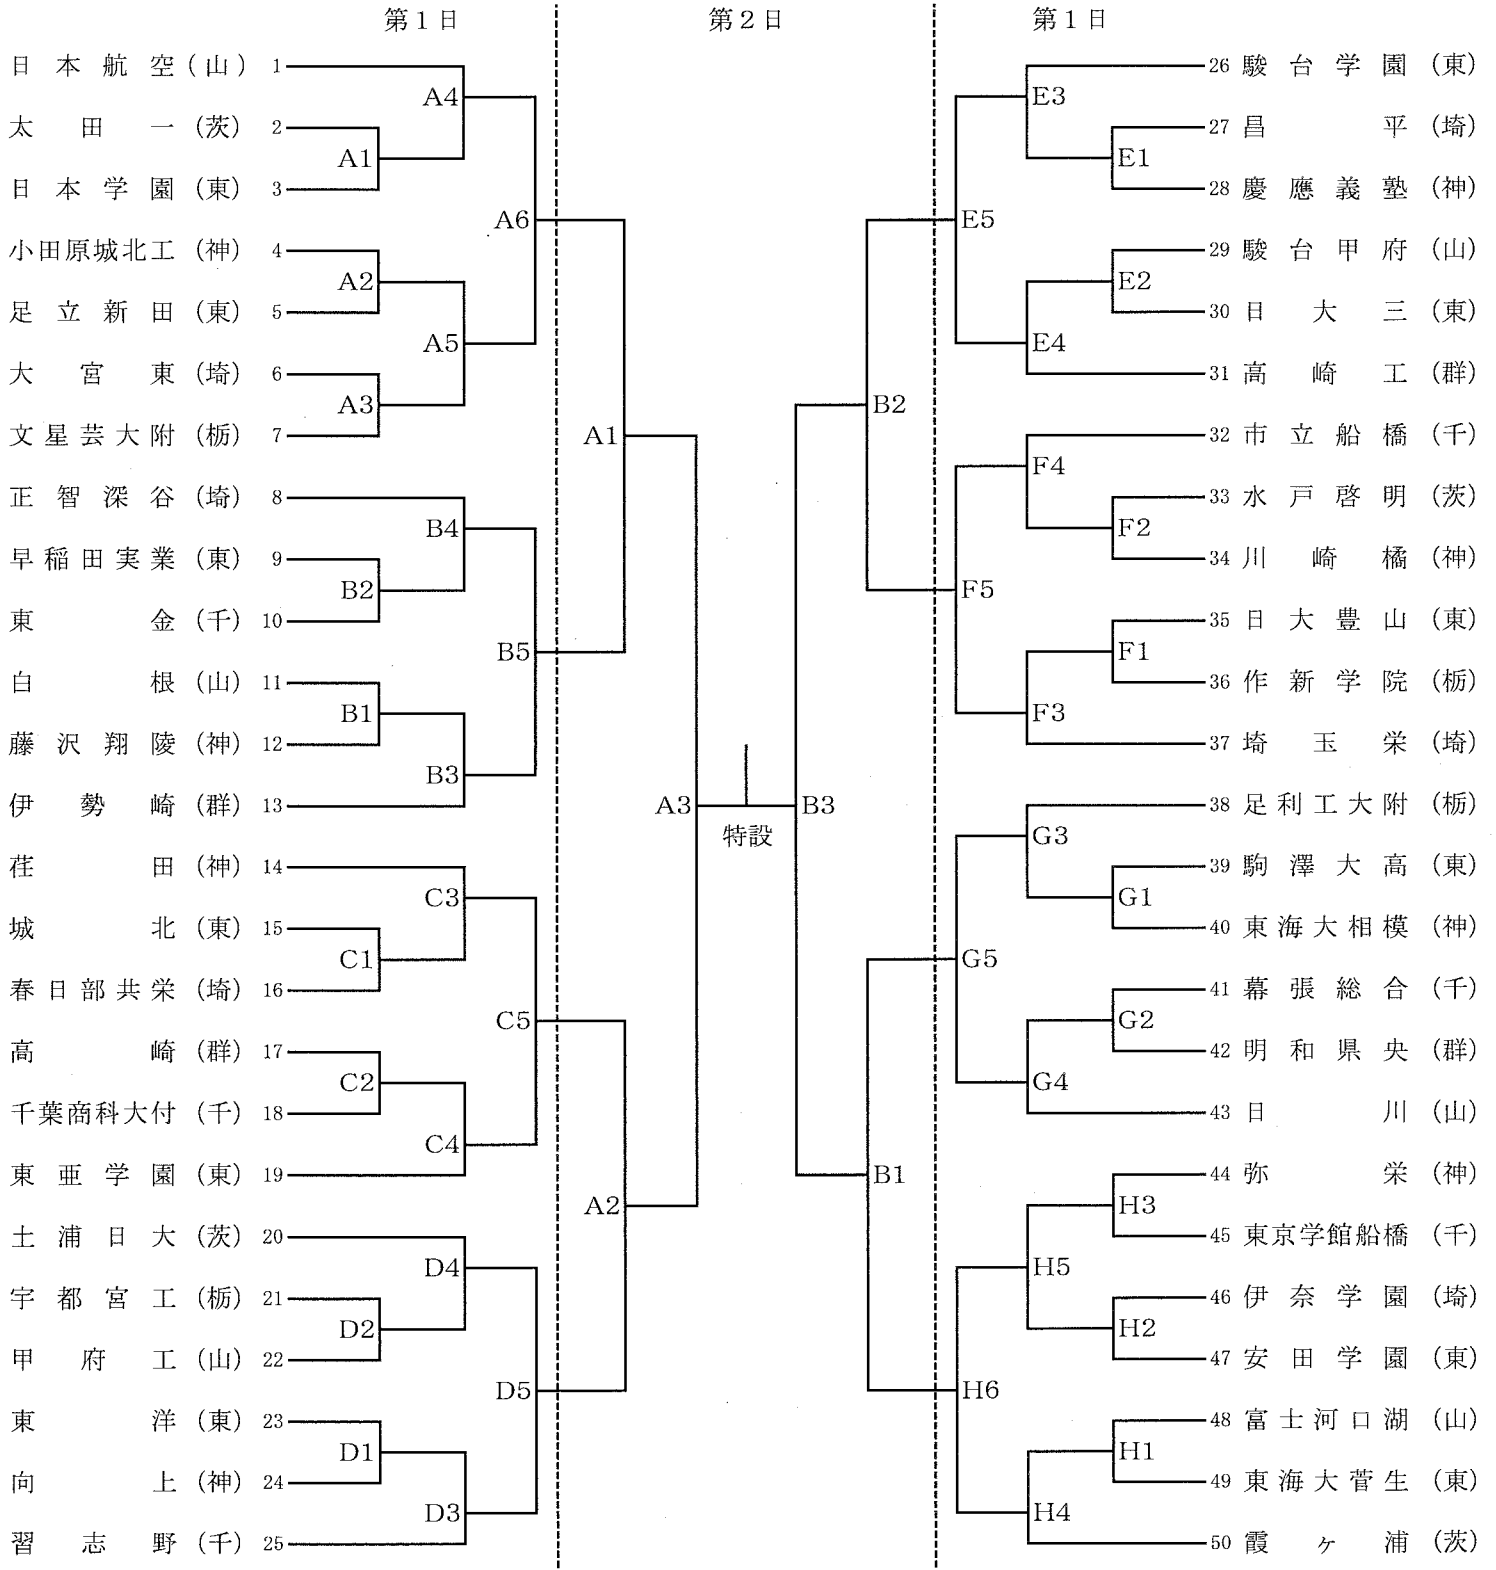 第１日
第２日
第１日
日本航空(山) 1
太田一(茨) 2
日本学園(東) 3
小田原城北工(神) 4
足立新田(東) 5
大宮東(埼) 6
文星芸大附(栃) 7
正智深谷(埼) 8
早稲田実業(東) 9
東金(千) 10
白根(山) 11
藤沢翔陵(神) 12
伊勢崎(群) 13
荏田(神) 14
城北(東) 15
春日部共栄(埼) 16
高崎(群) 17
千葉商科大付(千) 18
東亜学園(東) 19
土浦日大(茨) 20
宇都宮工(栃) 21
甲府工(山) 22
東洋(東) 23
向上(神) 24
習志野(千) 25
A4
A1
A6
A2
A5
A3
B4
B2
B5
B1
B3
C3
C1
C5
C2
C4
D4
D2
D5
D1
D3
A1
A2
A3
特設
B3
B2
B1
E3
E1
E5
E2
E4
F4
F2
F5
F1
F3
G3
G1
G5
G2
G4
H3
H5
H2
H6
H1
H4
26 駿台学園(東)
27 昌平(埼)
28 慶應義塾(神)
29 駿台甲府(山)
30 日大三(東)
31 高崎工(群)
32 市立船橋(千)
33 水戸啓明(茨)
34 川崎橘(神)
35 日大豊山(東)
36 作新学院(栃)
37 埼玉栄(埼)
38 足利工大附(栃)
39 駒澤大高(東)
40 東海大相模(神)
41 幕張総合(千)
42 明和県央(群)
43 日川(山)
44 弥栄(神)
45 東京学館船橋(千)
46 伊奈学園(埼)
47 安田学園(東)
48 富士河口湖(山)
49 東海大菅生(東)
50 霞ヶ浦(茨)